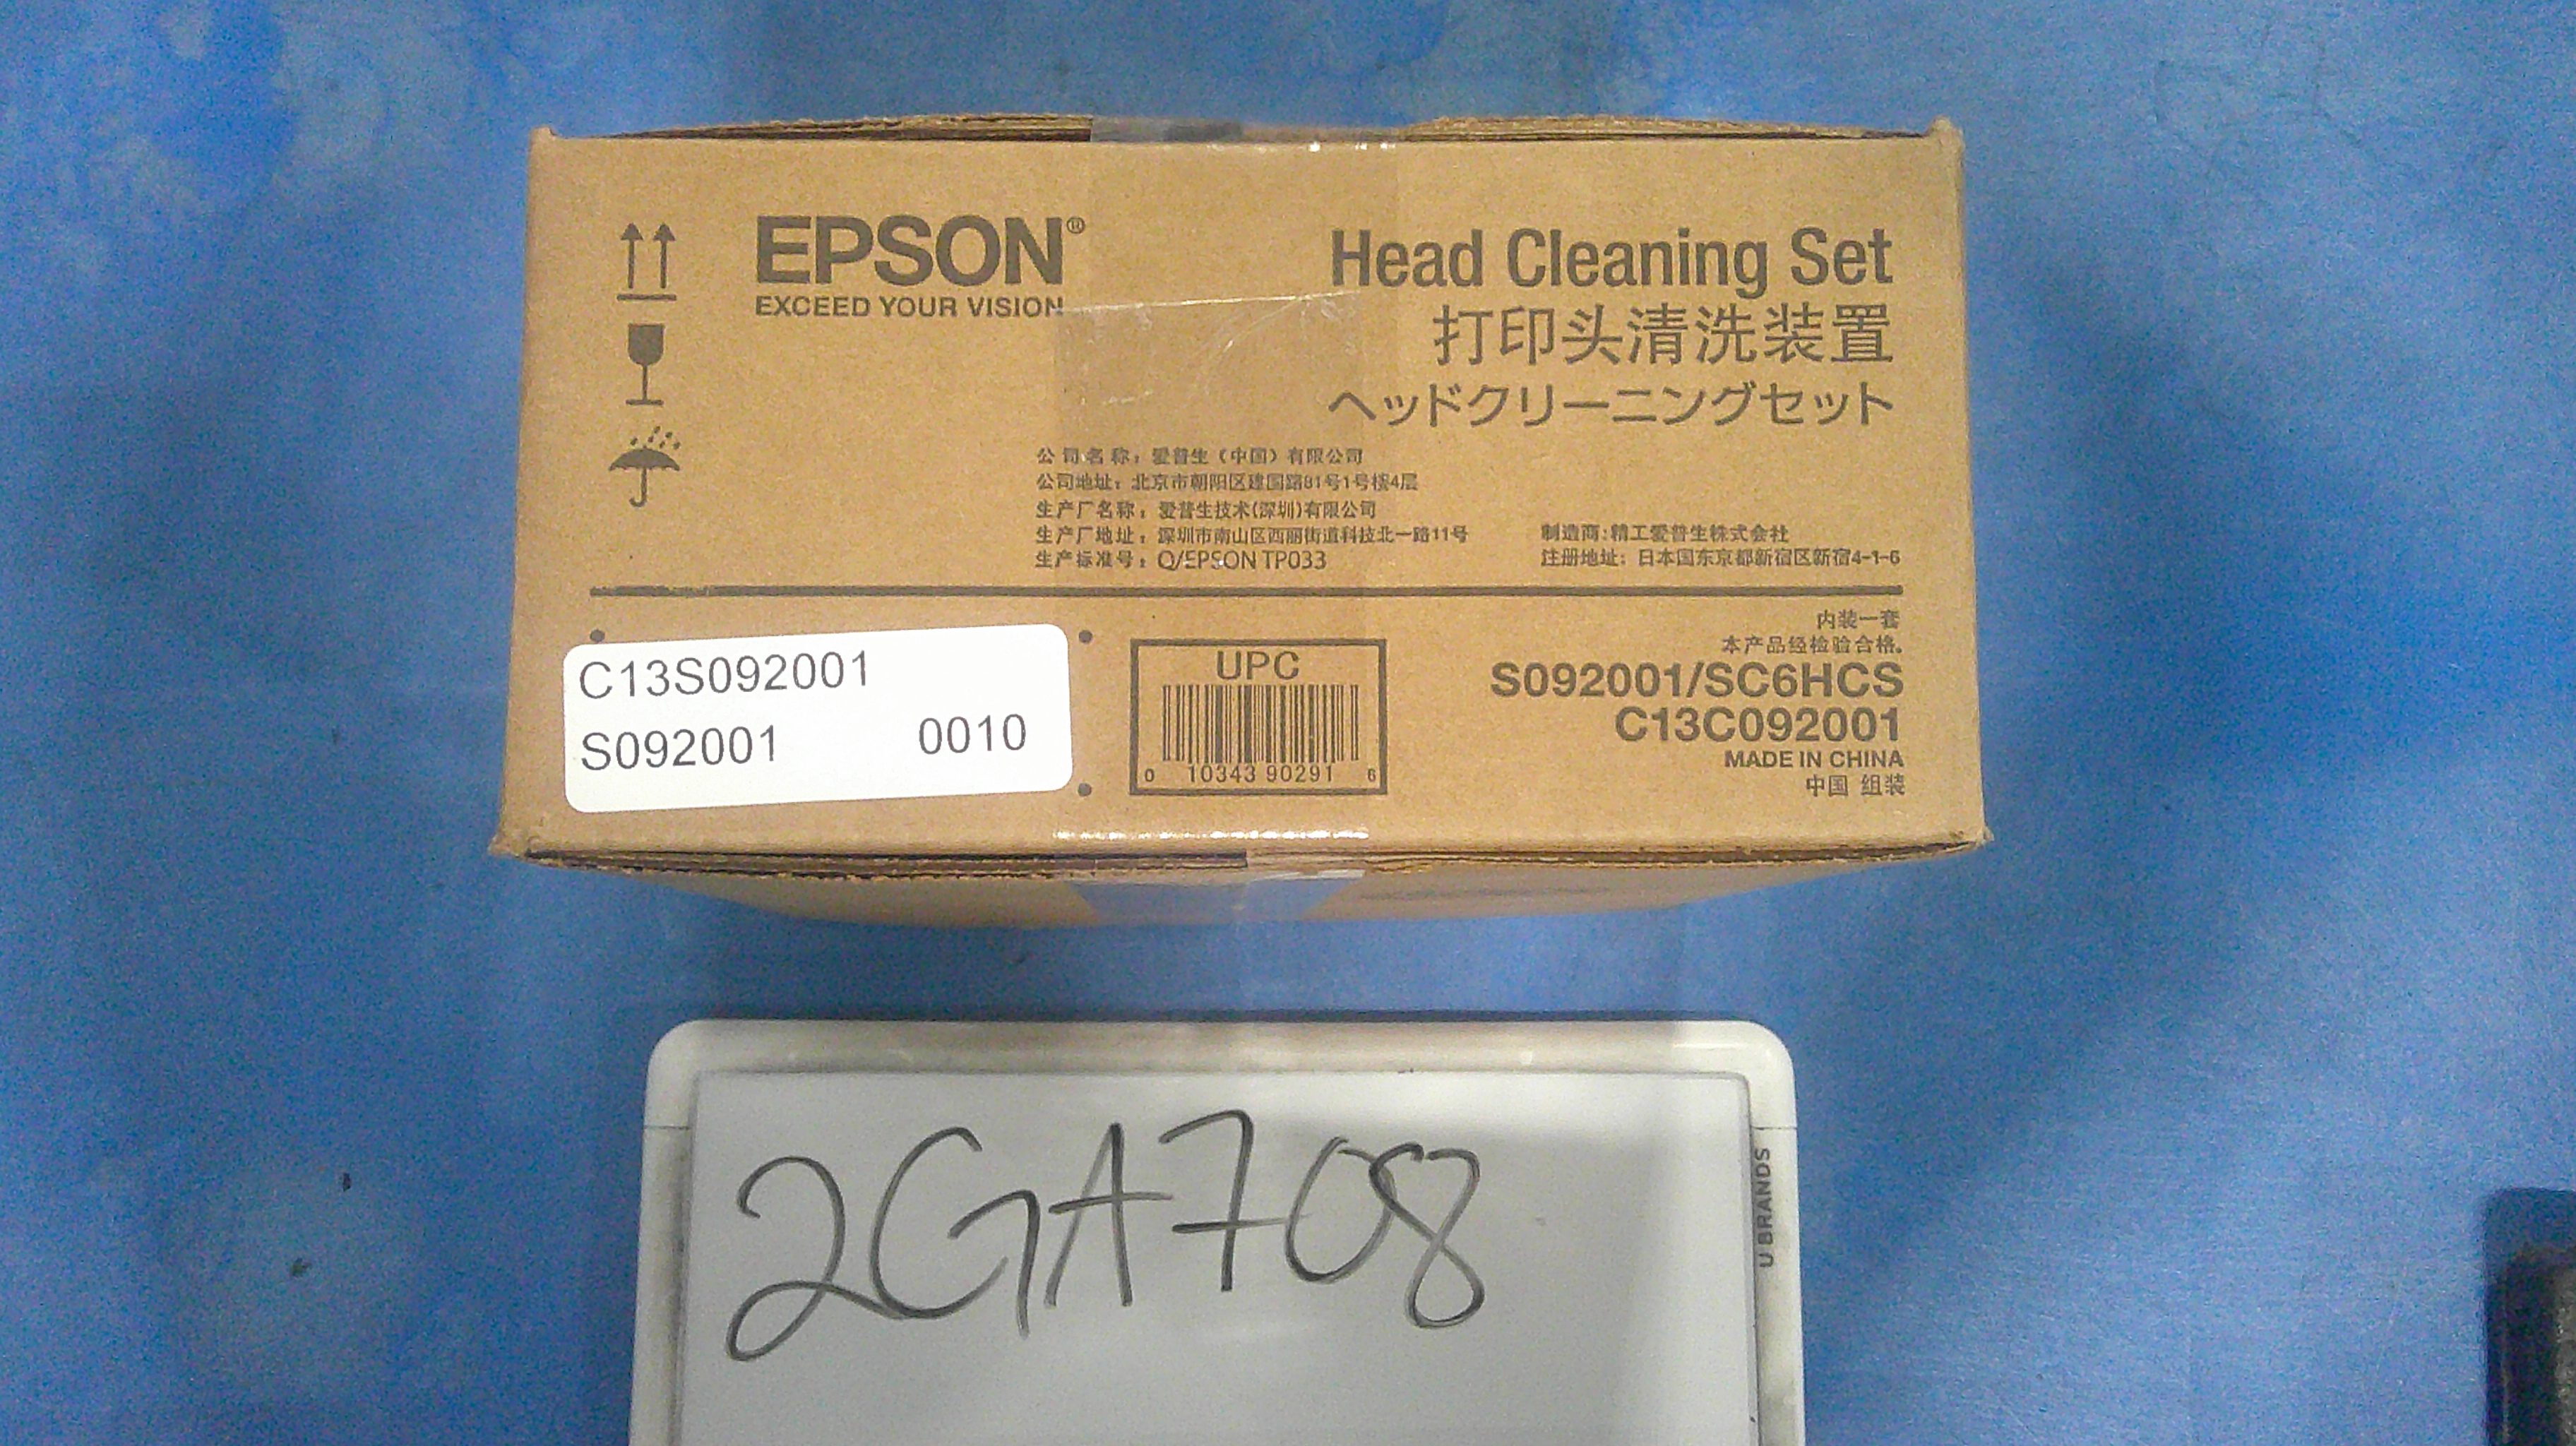 EPSON®
EXCEED YOUR VISION
Head Cleaning Set
打印头清洗装置
ヘッドクリーニングセット
公司名称：爱普生（中国）有限公司
公司地址：北京市朝阳区建国路81号1号楼4层
生产厂名称：爱普生技术(深圳)有限公司
生产厂地址：深圳市南山区西丽街道科技北一路11号
生产标准号：Q/EPSON TP033
制造商:精工爱普生株式会社
注册地址：日本国东京都新宿区新宿4-1-6
C13S092001
S092001 0010
UPC
0 10343 90291 6
内装一套
本产品经检验合格。
S092001/SC6HCS
C13C092001
MADE IN CHINA
中国 组装
2GA708
U BRANDS